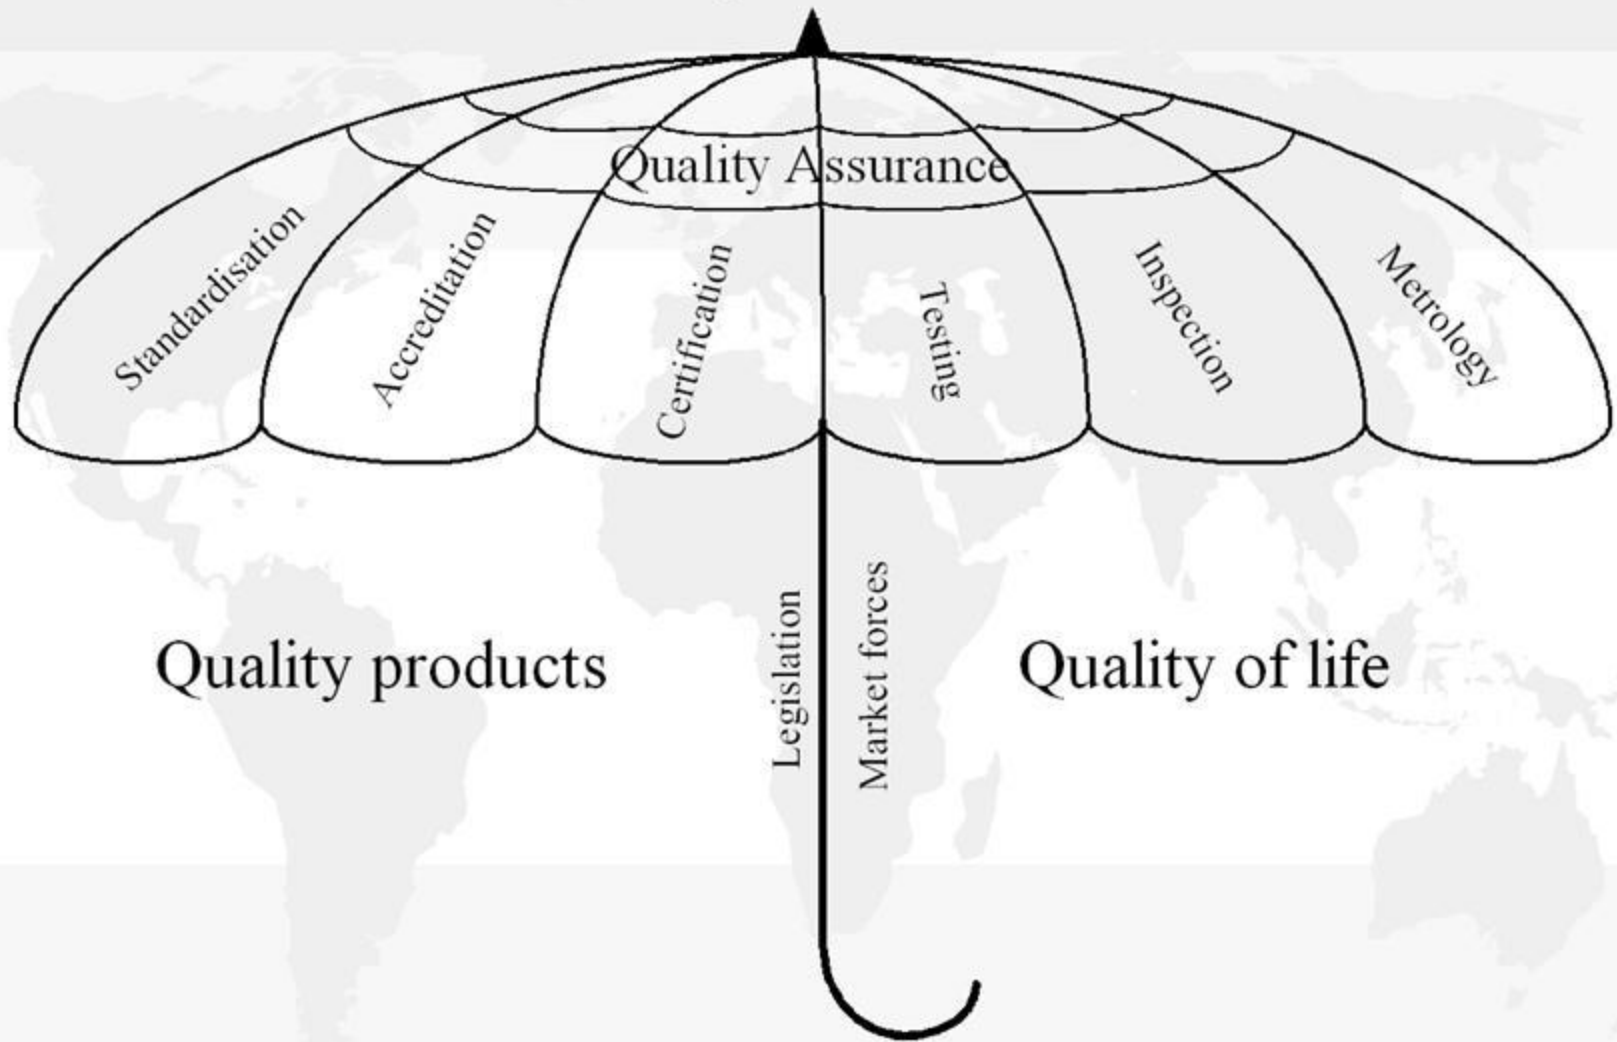 Quality Assurance
Standardisation
Accreditation
Certification
Testing
Inspection
Metrology
Quality products
Legislation
Market forces
Quality of life